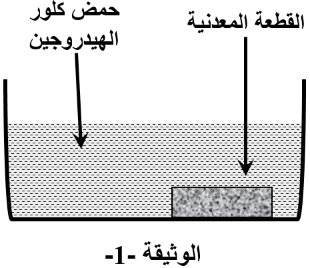 حمض كلور
الهيدروجين
القطعة المعدنية
الوثيقة -1-